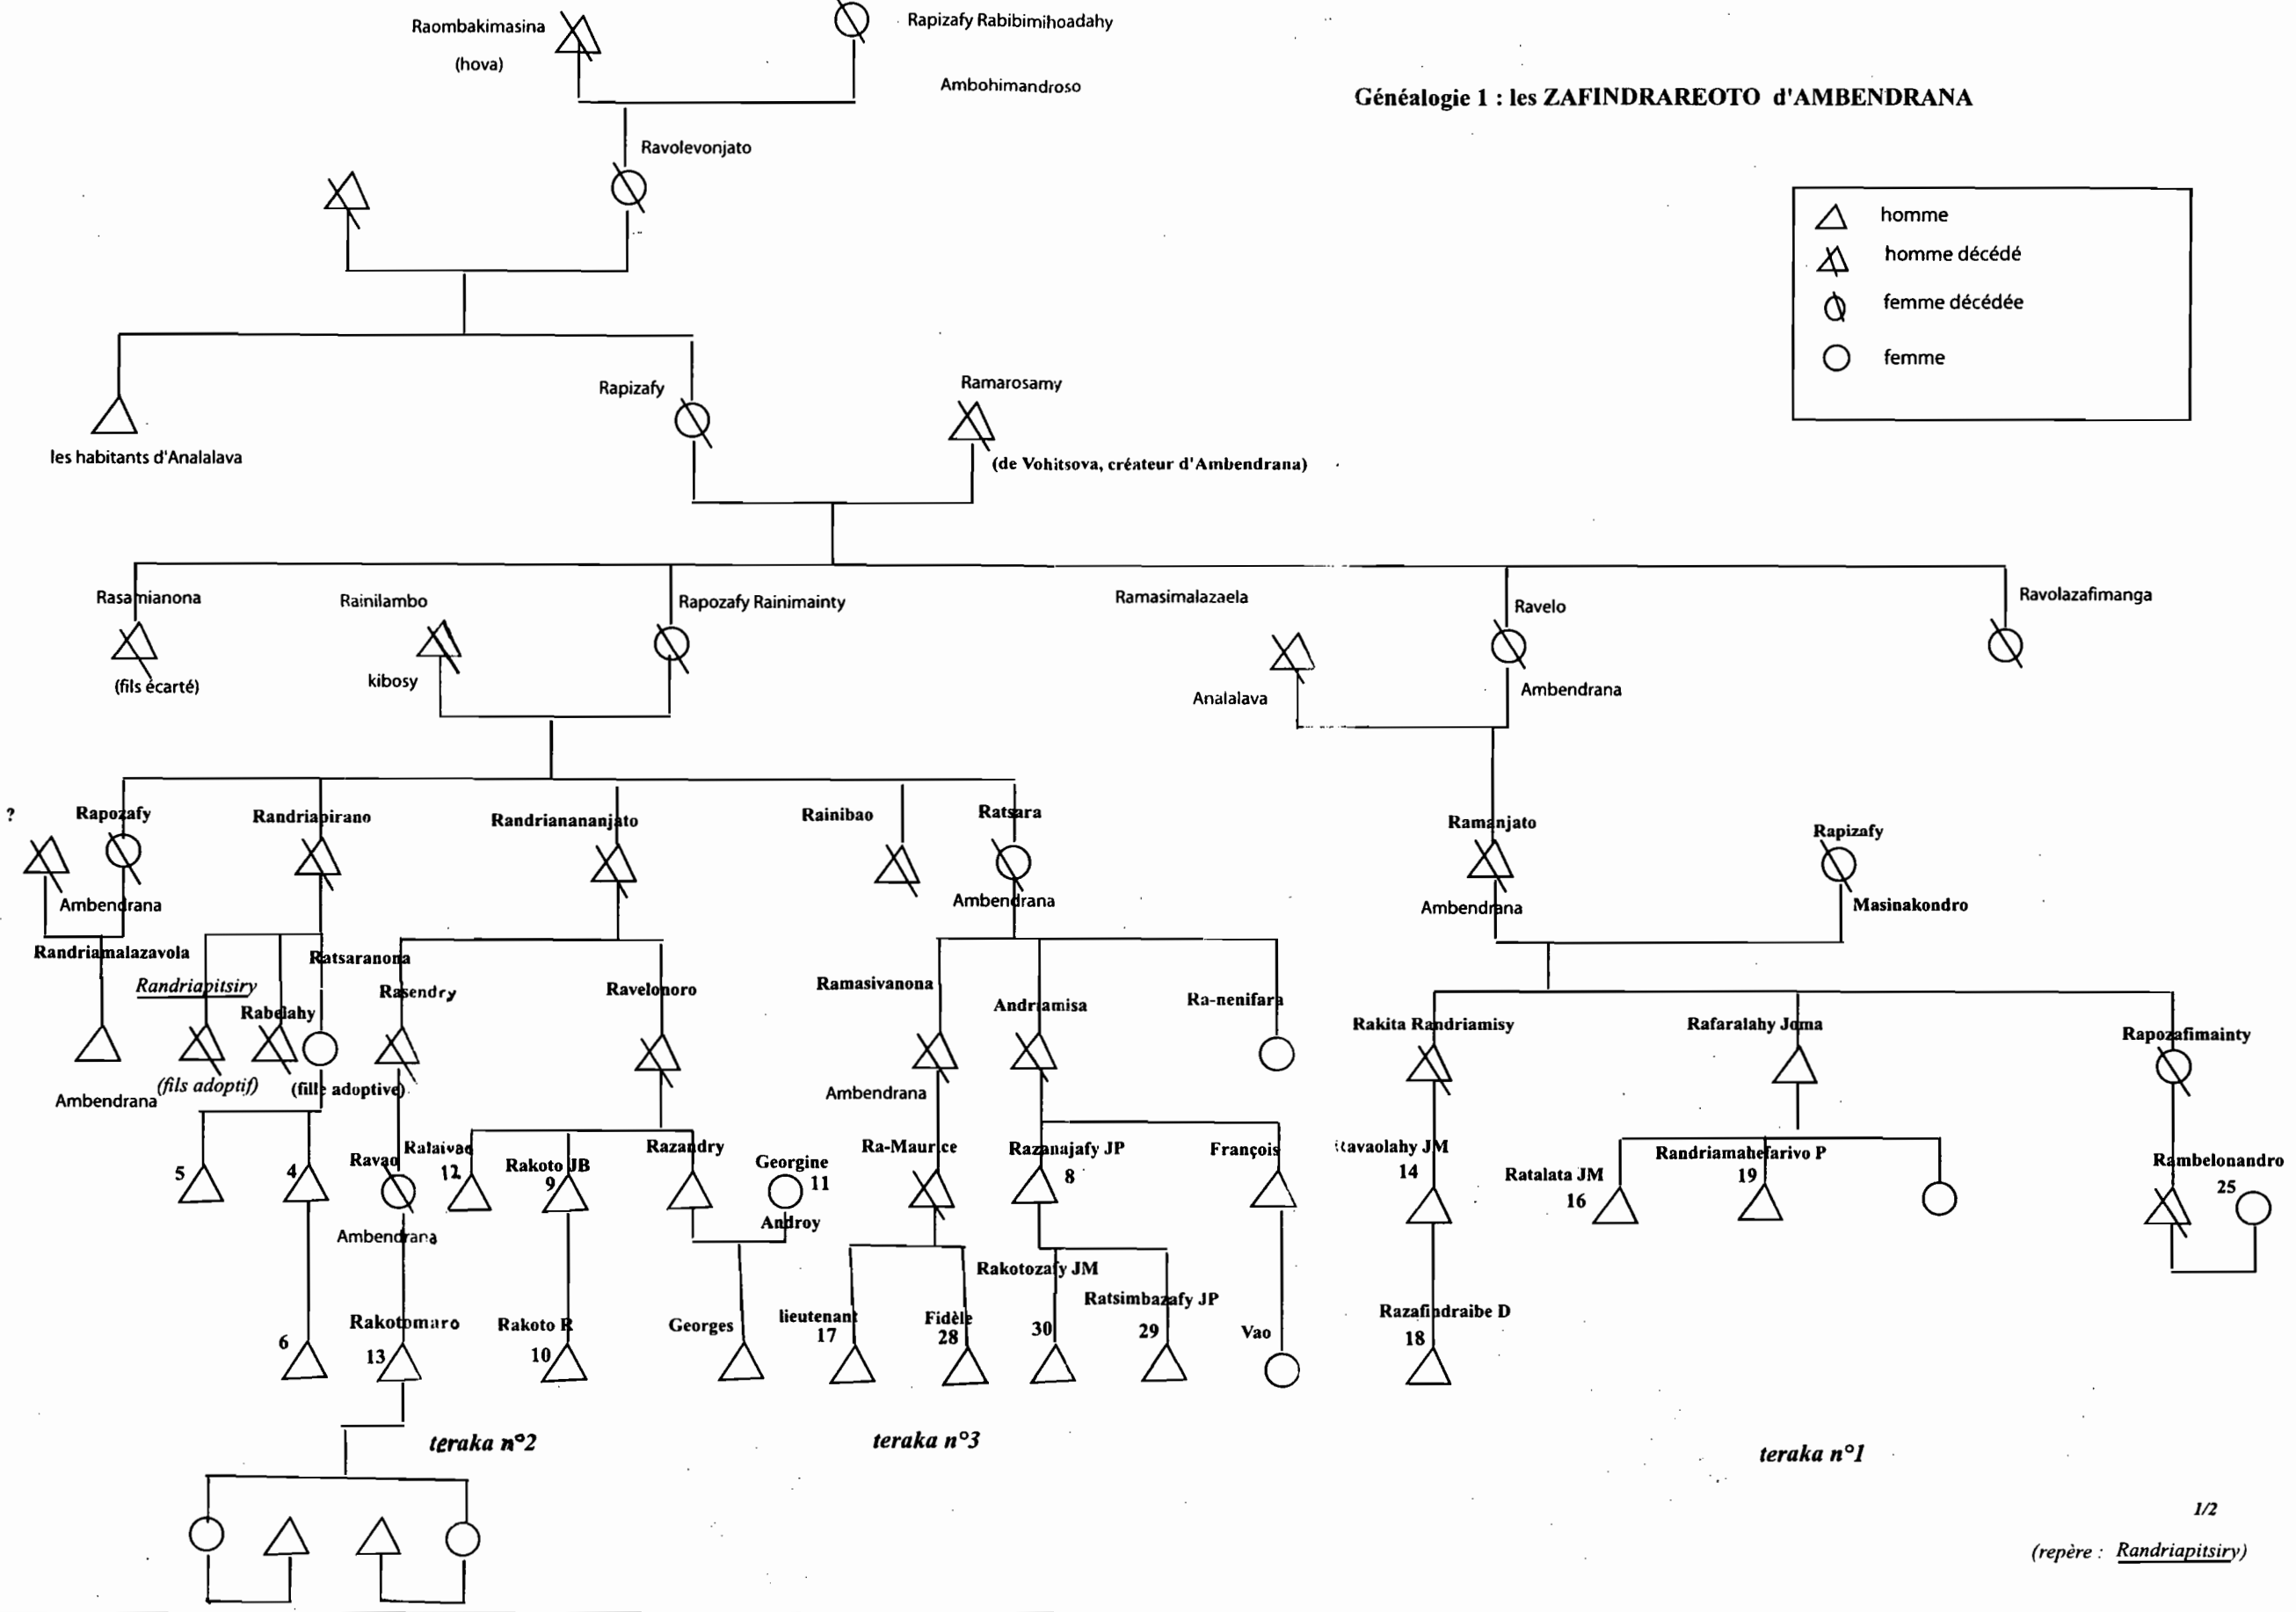 Raombakimasina
(hova)
Rapizafy Rabibimihoadahy
Ambohimandroso
Généalogie 1 : les ZAFINDRAREOTO d'AMBENDRANA
Ravolevonjato
homme
homme décédé
femme décédée
femme
Rapizafy
Ramarosamy
les habitants d'Analalava
(de Vohitsova, créateur d'Ambendrana)
Rasamianona
Rainilambo
Rapozafy Rainimainty
Ramasimalazaela
Ravelo
Ravolazafimanga
(fils écarté)
kibosy
Analalava
Ambendrana
?
Rapozafy
Randriapirano
Randrianananjato
Rainibao
Ratsara
Ramanjato
Rapizafy
Ambendrana
Ambendrana
Ambendrana
Masinakondro
Randriamalazavola
Ratsaranona
Randriapitsiry
Rasendry
Ravelonoro
Ramasivanona
Andriamisa
Ra-nenifara
Rabelahy
Rakita Randriamisy
Rafaralahy Joma
Rapozafimainty
(fils adoptif)
(fille adoptive)
Ambendrana
Ambendrana
5
4
Ravao
Ralaivao
12
Rakoto JB
9
Razandry
Georgine
11
Androy
Ra-Maurice
Razanajafy JP
8
François
Ravaolahy JM
14
Ratalata JM
16
Randriamahefarivo P
19
Rambelonandro
25
Ambendrana
6
Rakotomaro
13
Rakoto R
10
Georges
lieutenant
17
Fidèle
28
Rakotozafy JM
30
Ratsimbazafy JP
29
Vao
Razafindraibe D
18
teraka n°2
teraka n°3
teraka n°1
1/2
(repère : Randriapitsiry)